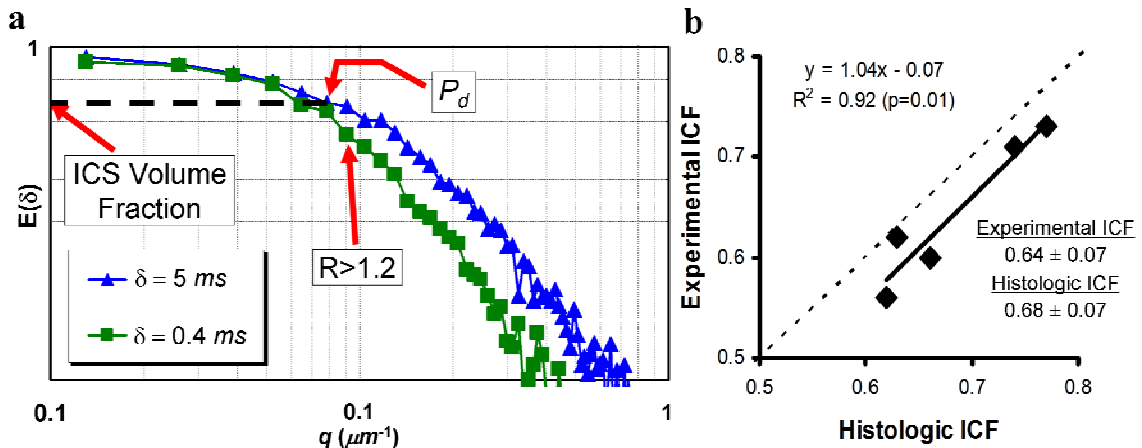 a
1
E(δ)
P_d
ICS Volume
Fraction
R>1.2
δ = 5 ms
δ = 0.4 ms
0.1
0.1
1
q (μm⁻¹)
b
0.8
0.7
0.6
0.5
Experimental ICF
y = 1.04x - 0.07
R² = 0.92 (p=0.01)
Experimental ICF
0.64 ± 0.07
Histologic ICF
0.68 ± 0.07
0.5
0.6
0.7
0.8
Histologic ICF